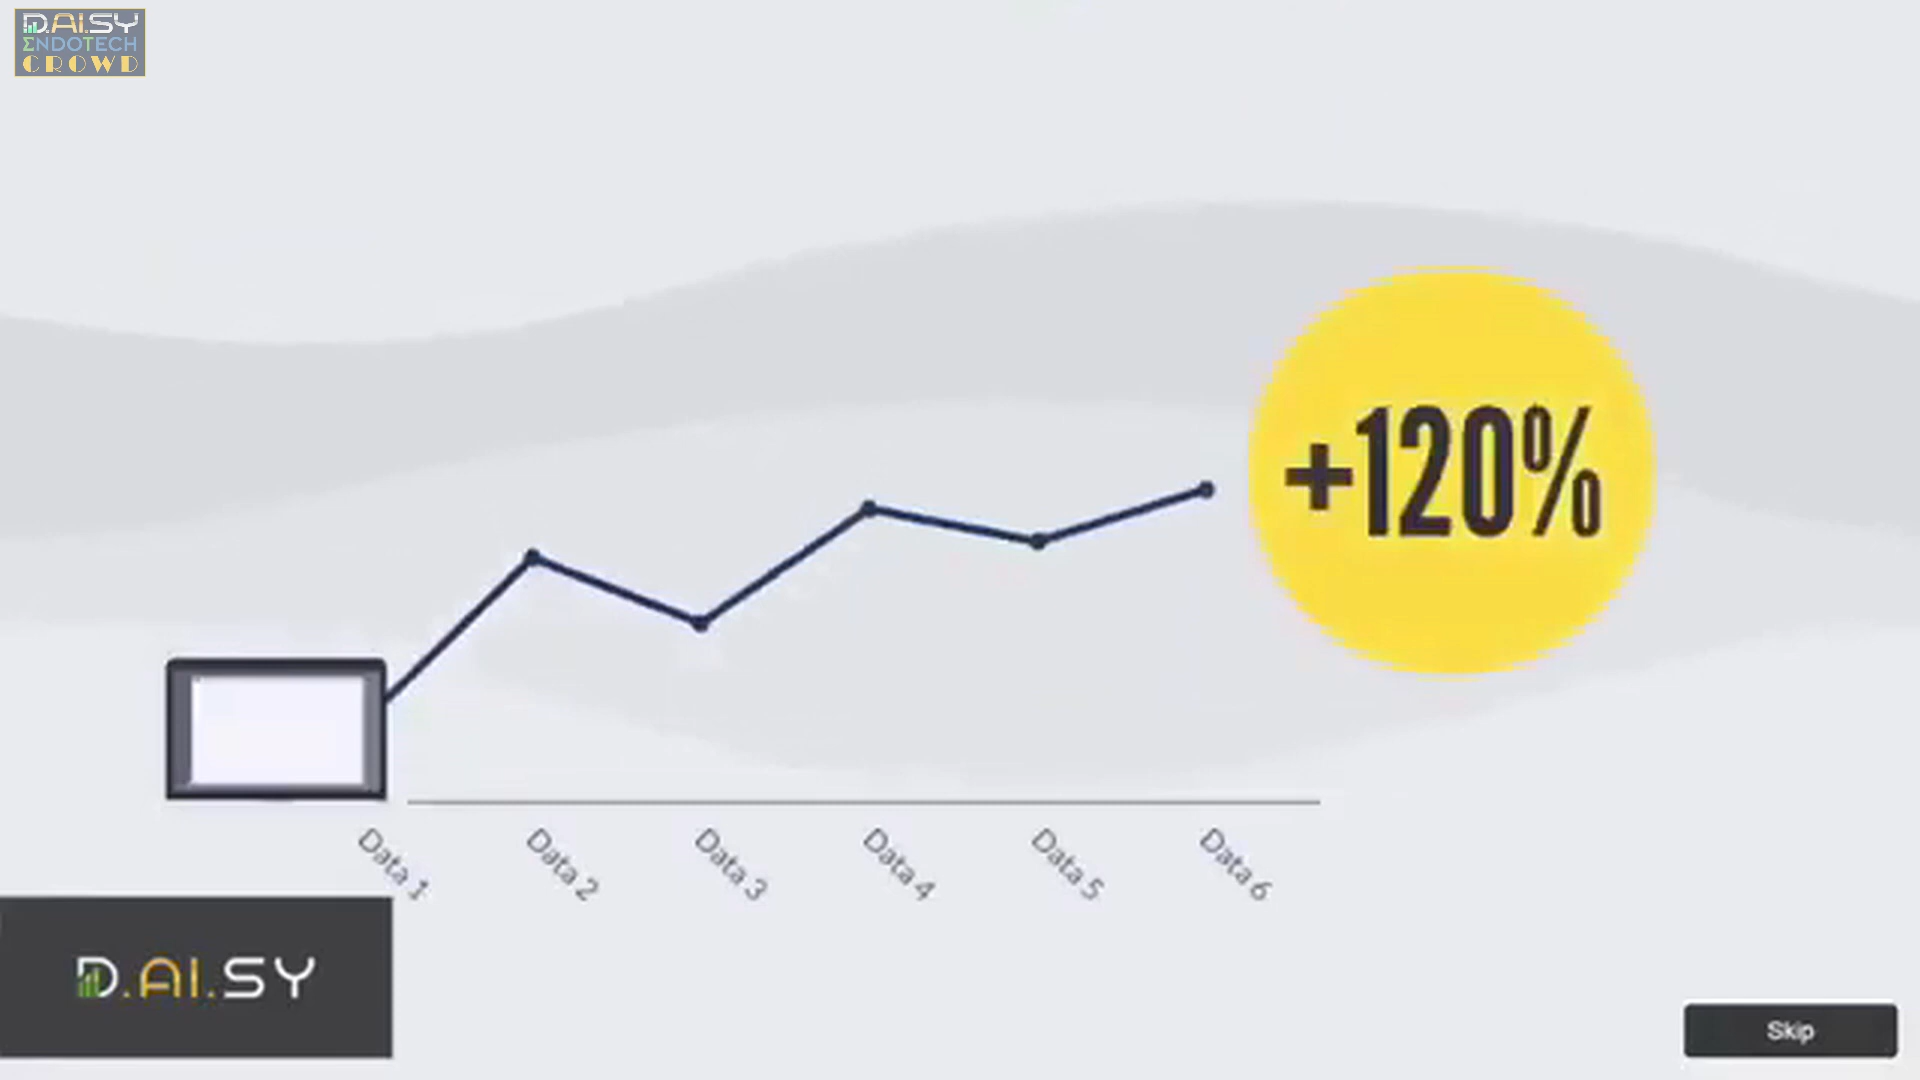 D.AI.SY
ΣNDOTECH
CROWD
+120%
Data 1
Data 2
Data 3
Data 4
Data 5
Data 6
D.AI.SY
Skip